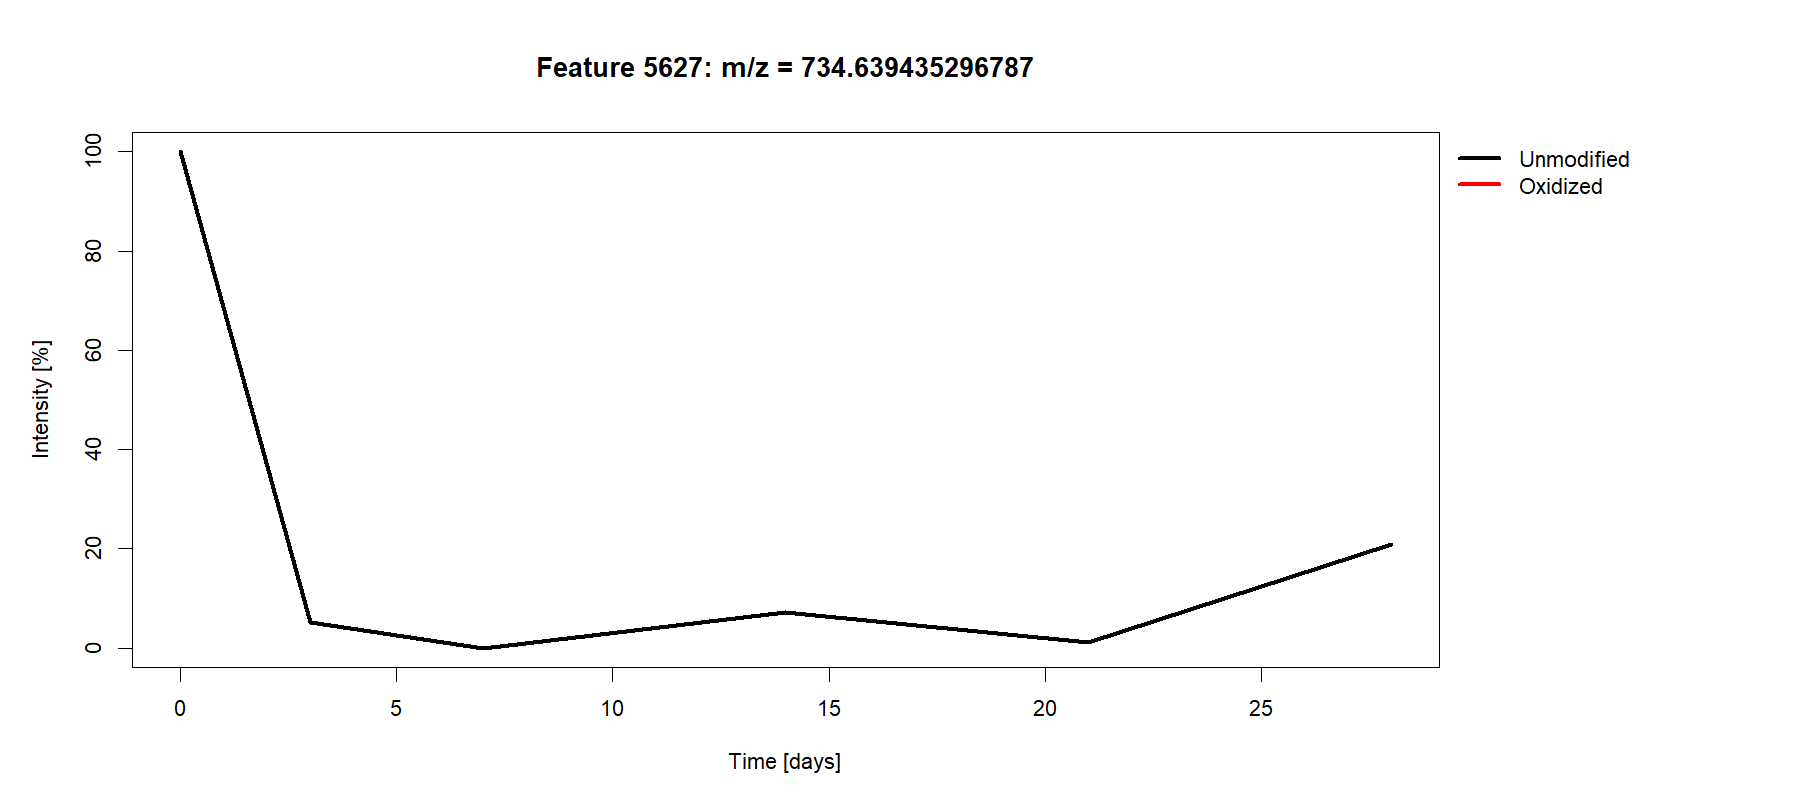 Feature 5627: m/z = 734.639435296787
Unmodified
Oxidized
Intensity [%]
100
80
60
40
20
0
0 5 10 15 20 25
Time [days]